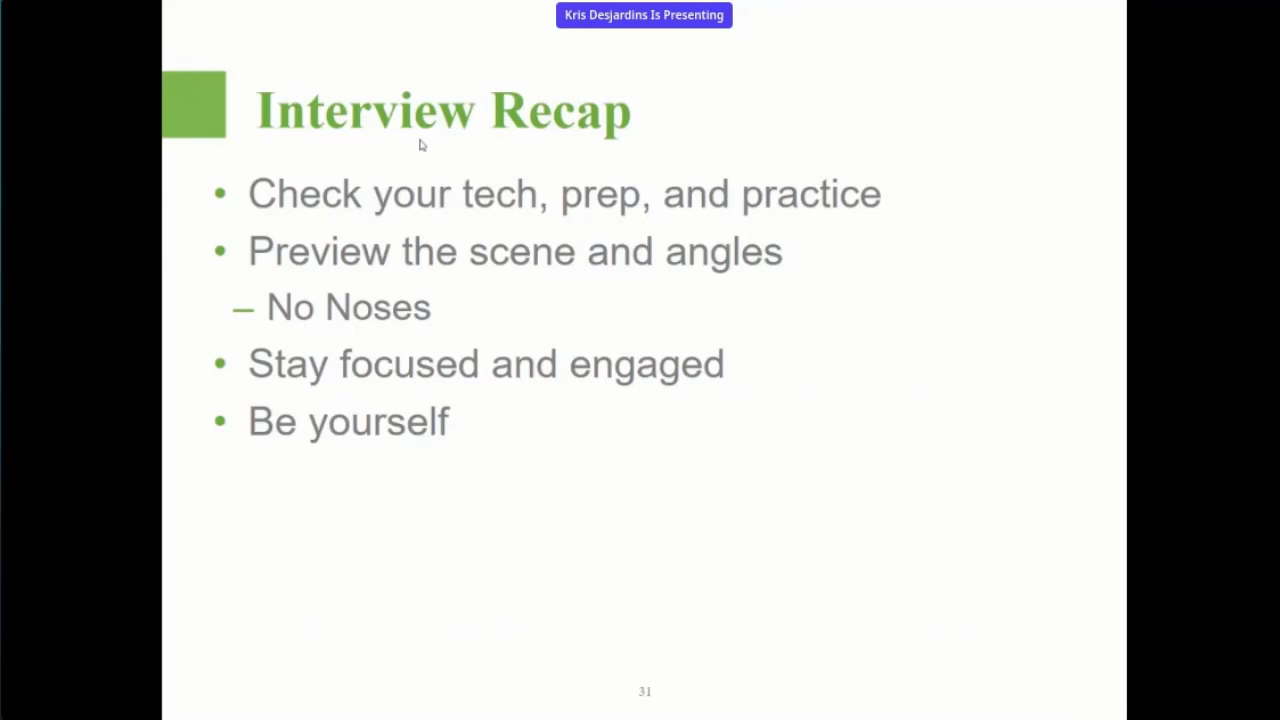 Kris Desjardins Is Presenting
Interview Recap
• Check your tech, prep, and practice
• Preview the scene and angles
– No Noses
• Stay focused and engaged
• Be yourself
31